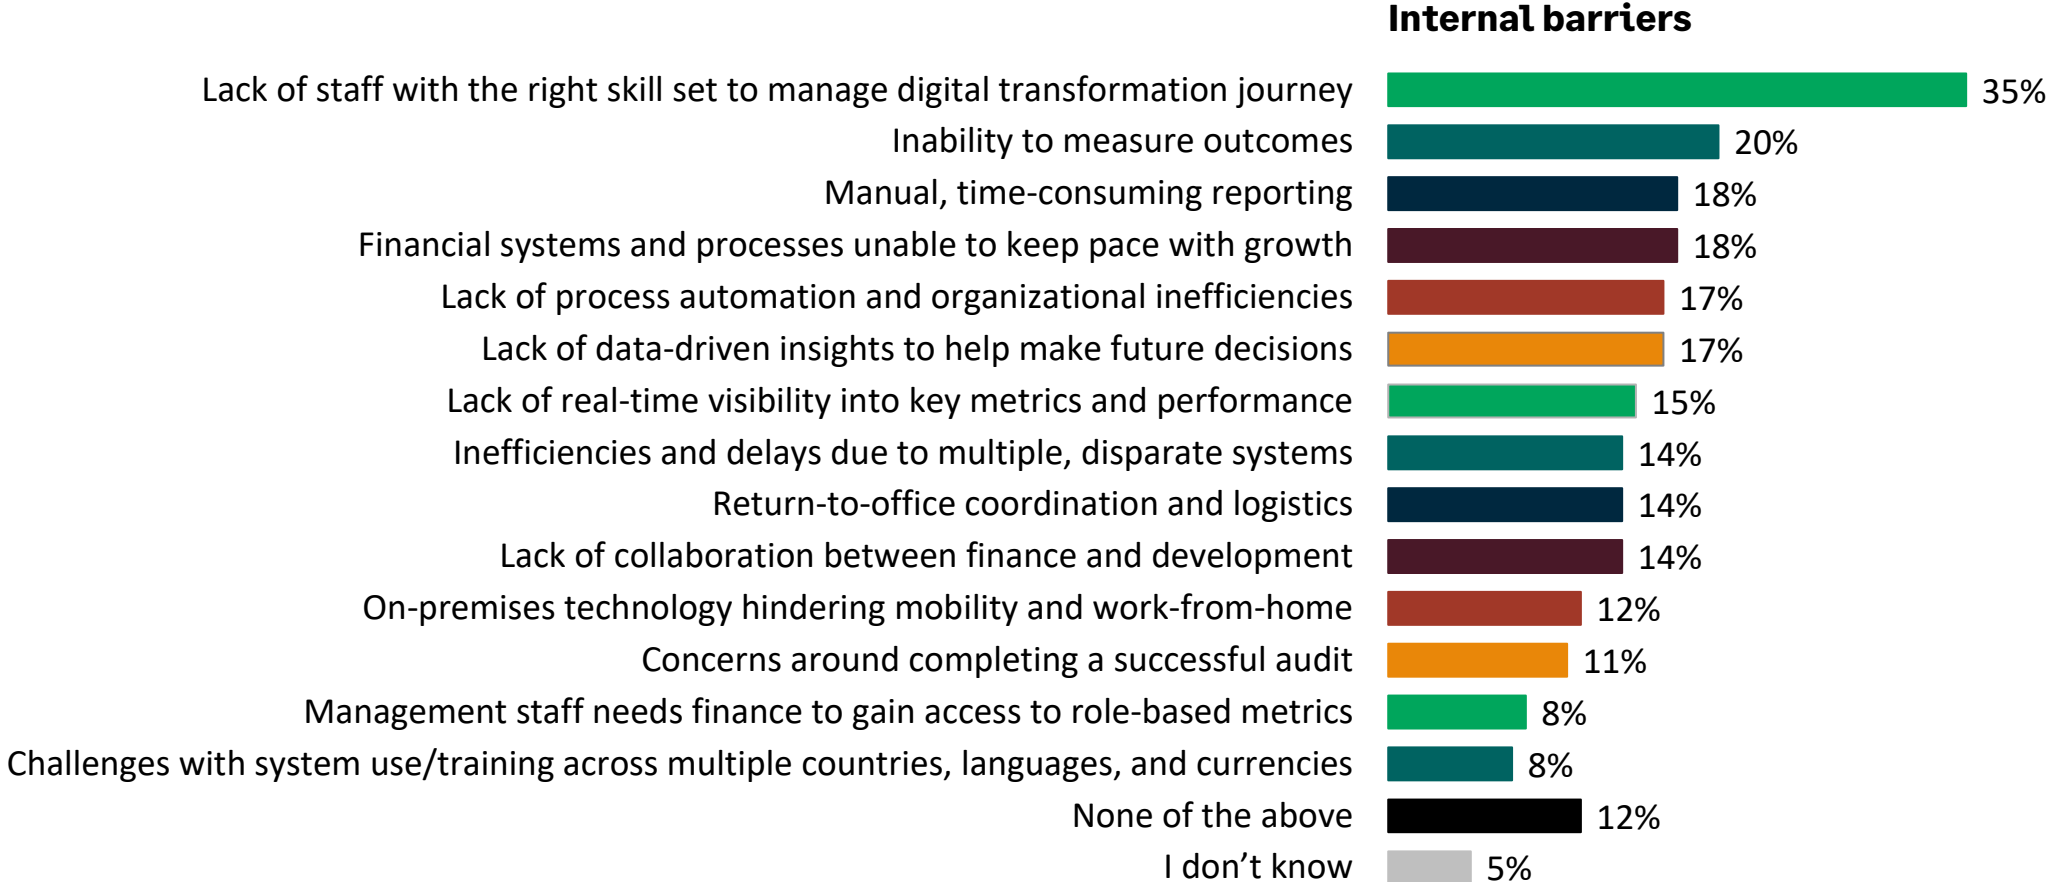 Internal barriers
Lack of staff with the right skill set to manage digital transformation journey 35%
Inability to measure outcomes 20%
Manual, time-consuming reporting 18%
Financial systems and processes unable to keep pace with growth 18%
Lack of process automation and organizational inefficiencies 17%
Lack of data-driven insights to help make future decisions 17%
Lack of real-time visibility into key metrics and performance 15%
Inefficiencies and delays due to multiple, disparate systems 14%
Return-to-office coordination and logistics 14%
Lack of collaboration between finance and development 14%
On-premises technology hindering mobility and work-from-home 12%
Concerns around completing a successful audit 11%
Management staff needs finance to gain access to role-based metrics 8%
Challenges with system use/training across multiple countries, languages, and currencies 8%
None of the above 12%
I don’t know 5%